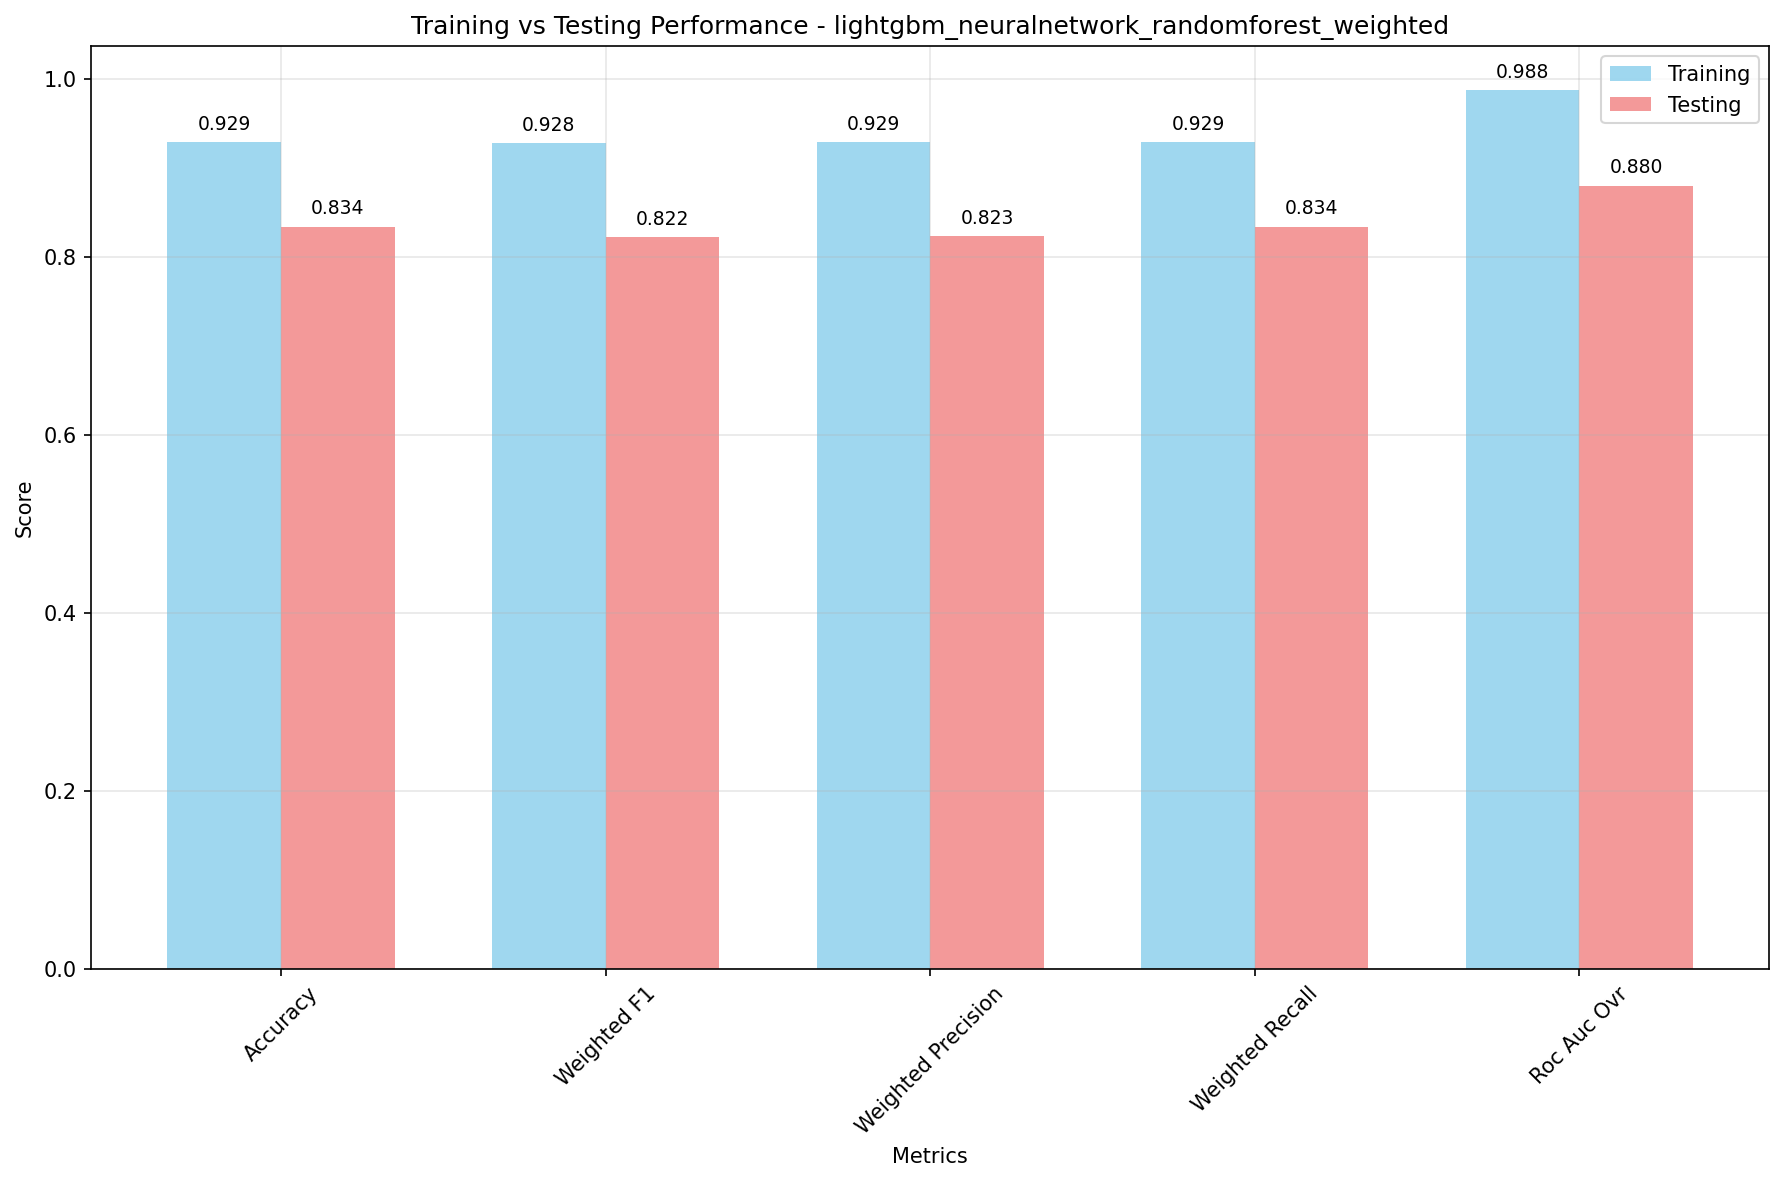 Training vs Testing Performance - lightgbm_neuralnetwork_randomforest_weighted
Training
Testing
0.929
0.834
0.928
0.822
0.929
0.823
0.929
0.834
0.988
0.880
Score
1.0
0.8
0.6
0.4
0.2
0.0
Accuracy
Weighted F1
Weighted Precision
Weighted Recall
Roc Auc Ovr
Metrics